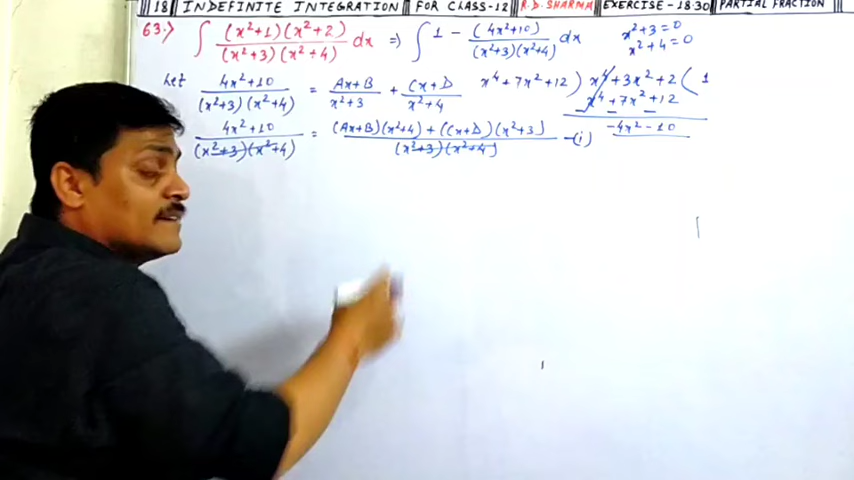 18 INDEFINITE INTEGRATION FOR CLASS-12 R.D. SHARMA EXERCISE-18.30 PARTIAL FRACTION
63.) ∫ (x²+1)(x²+2) / (x²+3)(x²+4) dx ⇒ ∫ 1 - (4x²+10) / (x²+3)(x²+4) dx
x²+3=0
x²+4=0
Let 4x²+10 / (x²+3)(x²+4) = Ax+B / x²+3 + Cx+D / x²+4
x⁴+7x²+12 ) x⁴+3x²+2 ( 1
x⁴+7x²+12
-4x²-10
4x²+10 / (x²+3)(x²+4) = (Ax+B)(x²+4) + (Cx+D)(x²+3) / (x²+3)(x²+4) -(i)